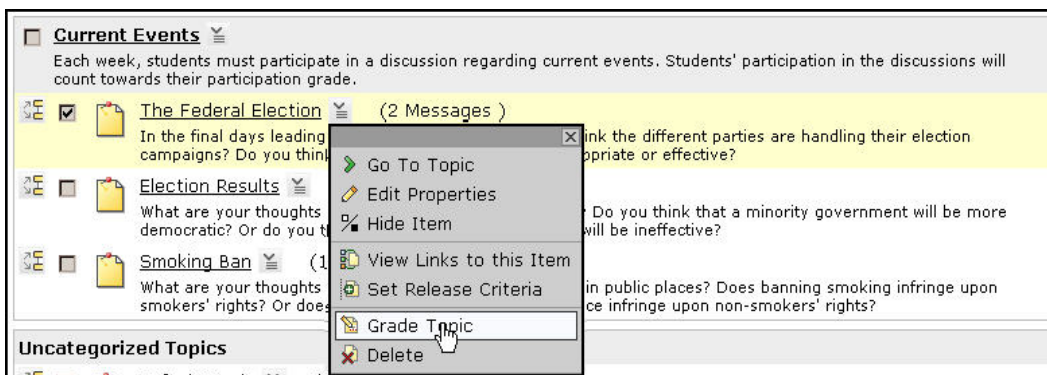 Current Events
Each week, students must participate in a discussion regarding current events. Students' participation in the discussions will
count towards their participation grade.
The Federal Election (2 Messages )
In the final days leading ink the different parties are handling their election
campaigns? Do you think opriate or effective?
Go To Topic
Edit Properties
Election Results
What are your thoughts Do you think that a minority government will be more
Hide Item
democratic? Or do you t will be ineffective?
View Links to this Item
Smoking Ban (1
Set Release Criteria
What are your thoughts in public places? Does banning smoking infringe upon
smokers' rights? Or does ce infringe upon non-smokers' rights?
Grade Topic
Uncategorized Topics
Delete